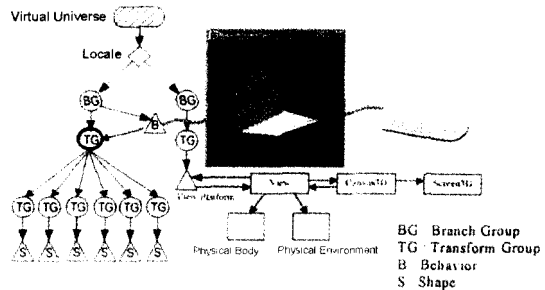 Virtual Universe
Locale
BG
BG
B
TG
TG
TG TG TG TG TG TG
S S S S S S
View Platform
View
Canvas3D
Screen3D
Physical Body
Physical Environment
BG Branch Group
TG Transform Group
B Behavior
S Shape